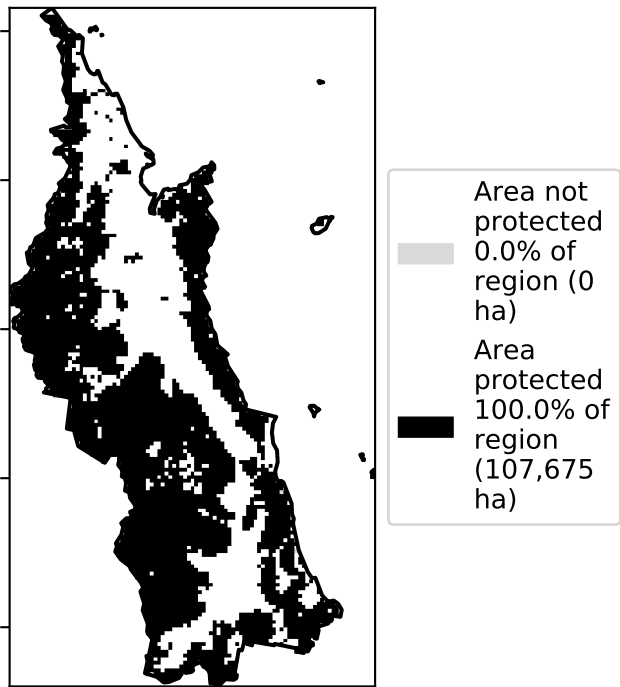 Area not
protected
0.0% of
region (0
ha)
Area
protected
100.0% of
region
(107,675
ha)